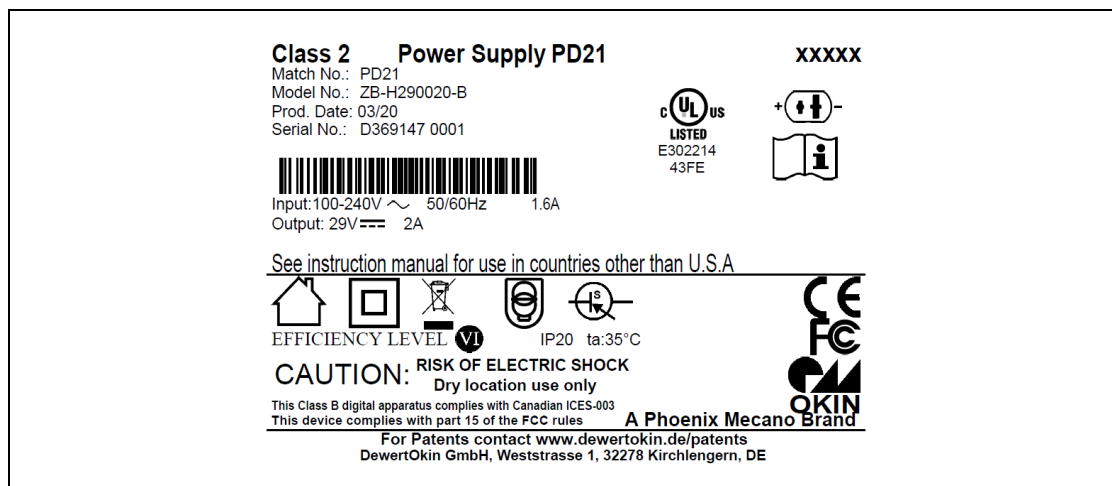 Class 2 Power Supply PD21 xxxxx
Match No.: PD21
Model No.: ZB-H290020-B
Prod. Date: 03/20
Serial No.: D369147 0001
C UL US
LISTED
E302214
43FE
+ -
i
Input:100-240V ~ 50/60Hz 1.6A
Output: 29V 2A
See instruction manual for use in countries other than U.S.A
S
EFFICIENCY LEVEL VI IP20 ta:35°C
CE
FC
OKIN
CAUTION: RISK OF ELECTRIC SHOCK
Dry location use only
This Class B digital apparatus complies with Canadian ICES-003
This device complies with part 15 of the FCC rules
A Phoenix Mecano Brand
For Patents contact www.dewertokin.de/patents
DewertOkin GmbH, Weststrasse 1, 32278 Kirchlengern, DE